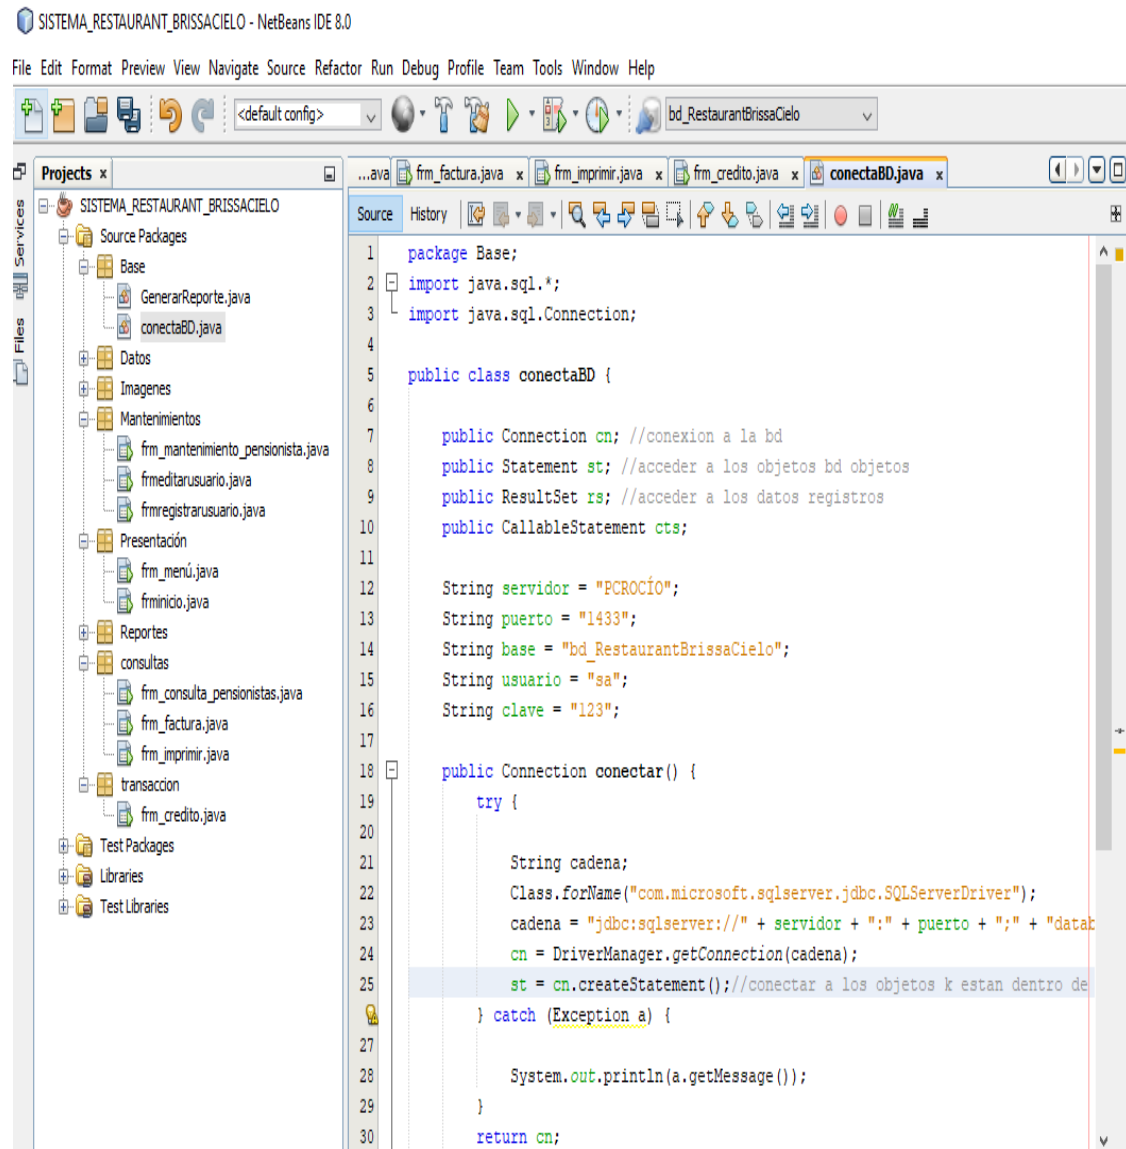 SISTEMA_RESTAURANT_BRISSACIELO - NetBeans IDE 8.0
File Edit Format Preview View Navigate Source Refactor Run Debug Profile Team Tools Window Help
<default config>
bd_RestaurantBrissaCielo
Services
Files
Projects x
SISTEMA_RESTAURANT_BRISSACIELO
Source Packages
Base
GenerarReporte.java
conectaBD.java
Datos
Imagenes
Mantenimientos
frm_mantenimiento_pensionista.java
frmeditarusuario.java
frmregistrarusuario.java
Presentación
frm_menú.java
frminicio.java
Reportes
consultas
frm_consulta_pensionistas.java
frm_factura.java
frm_imprimir.java
transaccion
frm_credito.java
Test Packages
Libraries
Test Libraries
...ava frm_factura.java x frm_imprimir.java x frm_credito.java x conectaBD.java x
Source History
1 package Base;
2 import java.sql.*;
3 import java.sql.Connection;
4
5 public class conectaBD {
6
7 public Connection cn; //conexion a la bd
8 public Statement st; //acceder a los objetos bd objetos
9 public ResultSet rs; //acceder a los datos registros
10 public CallableStatement cts;
11
12 String servidor = "PCROCÍO";
13 String puerto = "1433";
14 String base = "bd_RestaurantBrissaCielo";
15 String usuario = "sa";
16 String clave = "123";
17
18 public Connection conectar() {
19 try {
20
21 String cadena;
22 Class.forName("com.microsoft.sqlserver.jdbc.SQLServerDriver");
23 cadena = "jdbc:sqlserver://" + servidor + ":" + puerto + ";" + "datab
24 cn = DriverManager.getConnection(cadena);
25 st = cn.createStatement();//conectar a los objetos k estan dentro de
} catch (Exception a) {
27
28 System.out.println(a.getMessage());
29 }
30 return cn;